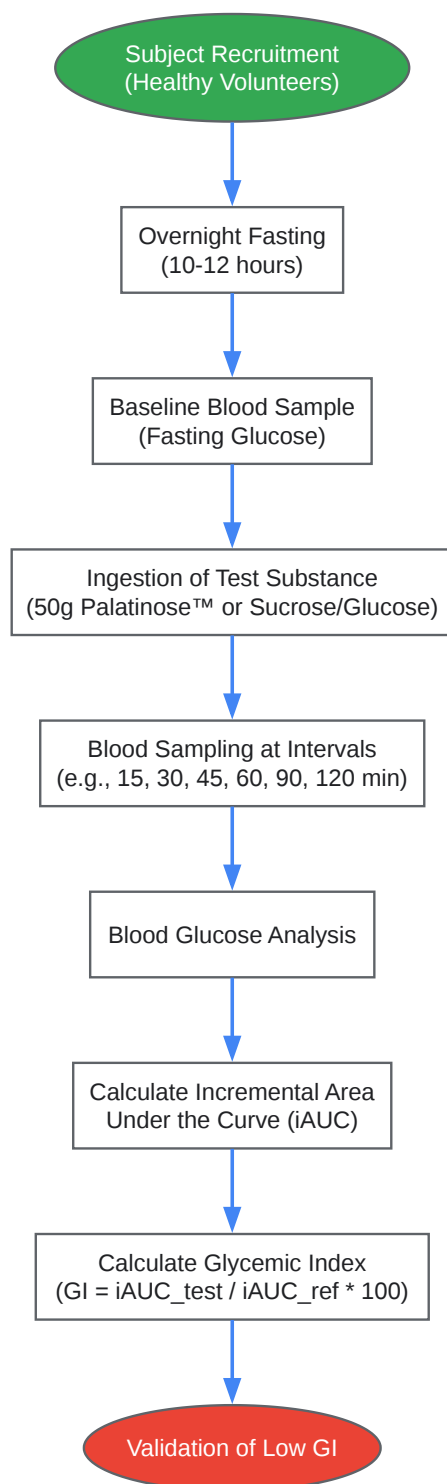 Subject Recruitment
(Healthy Volunteers)
Overnight Fasting
(10-12 hours)
Baseline Blood Sample
(Fasting Glucose)
Ingestion of Test Substance
(50g Palatinose™ or Sucrose/Glucose)
Blood Sampling at Intervals
(e.g., 15, 30, 45, 60, 90, 120 min)
Blood Glucose Analysis
Calculate Incremental Area
Under the Curve (iAUC)
Calculate Glycemic Index
(GI = iAUC_test / iAUC_ref * 100)
Validation of Low GI